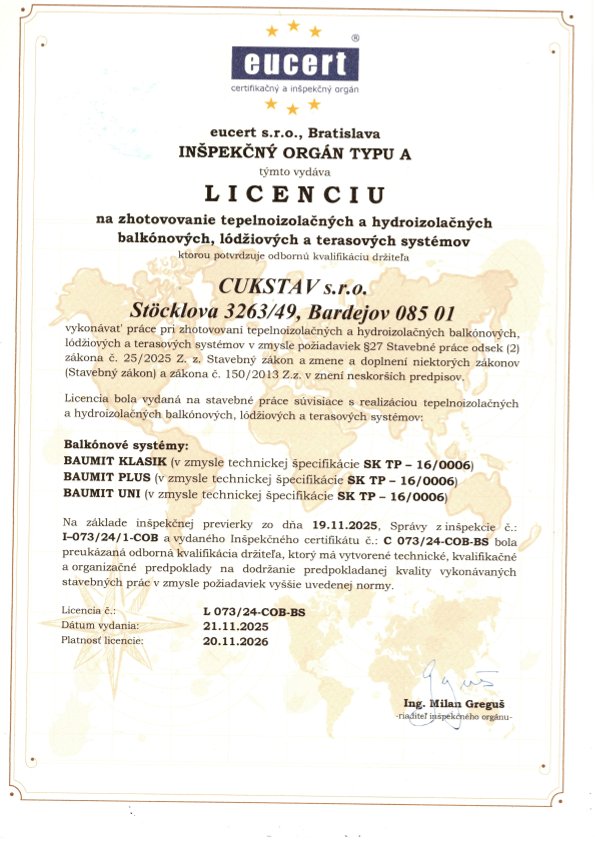 eucert ®
certifikačný a inšpekčný orgán
eucert s.r.o., Bratislava
INŠPEKČNÝ ORGÁN TYPU A
týmto vydáva
LICENCIU
na zhotovovanie tepelnoizolačných a hydroizolačných
balkónových, lódžiových a terasových systémov
ktorou potvrdzuje odbornú kvalifikáciu držiteľa
CUKSTAV s.r.o.
Stöcklova 3263/49, Bardejov 085 01
vykonávať práce pri zhotovovaní tepelnoizolačných a hydroizolačných balkónových,
lódžiových a terasových systémov v zmysle požiadaviek §27 Stavebné práce odsek (2)
zákona č. 25/2025 Z. z. Stavebný zákon a zmene a doplnení niektorých zákonov
(Stavebný zákon) a zákona č. 150/2013 Z.z. v znení neskorších predpisov.
Licencia bola vydaná na stavebné práce súvisiace s realizáciou tepelnoizolačných
a hydroizolačných balkónových, lódžiových a terasových systémov:
Balkónové systémy:
BAUMIT KLASIK (v zmysle technickej špecifikácie SK TP – 16/0006)
BAUMIT PLUS (v zmysle technickej špecifikácie SK TP – 16/0006)
BAUMIT UNI (v zmysle technickej špecifikácie SK TP – 16/0006)
Na základe inšpekčnej previerky zo dňa 19.11.2025, Správy z inšpekcie č.:
I–073/24/1-COB a vydaného Inšpekčného certifikátu č.: C 073/24-COB-BS bola
preukázaná odborná kvalifikácia držiteľa, ktorý má vytvorené technické, kvalifikačné
a organizačné predpoklady na dodržanie predpokladanej kvality vykonávaných
stavebných prác v zmysle požiadaviek vyššie uvedenej normy.
Licencia č.: L 073/24-COB-BS
Dátum vydania: 21.11.2025
Platnosť licencie: 20.11.2026
Ing. Milan Greguš
-riaditeľ inšpekčného orgánu-